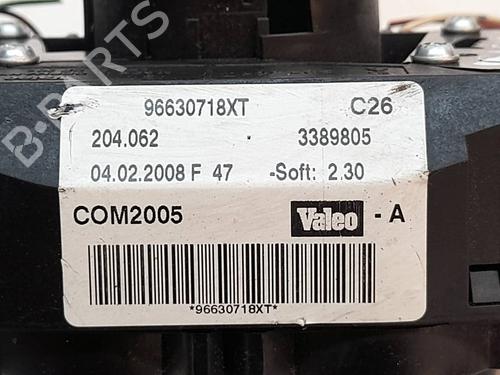 96630718XT C26
204.062 · 3389805
04.02.2008 F 47 -Soft: 2.30
COM2005 Valeo - A
*96630718XT*
B-PARTS